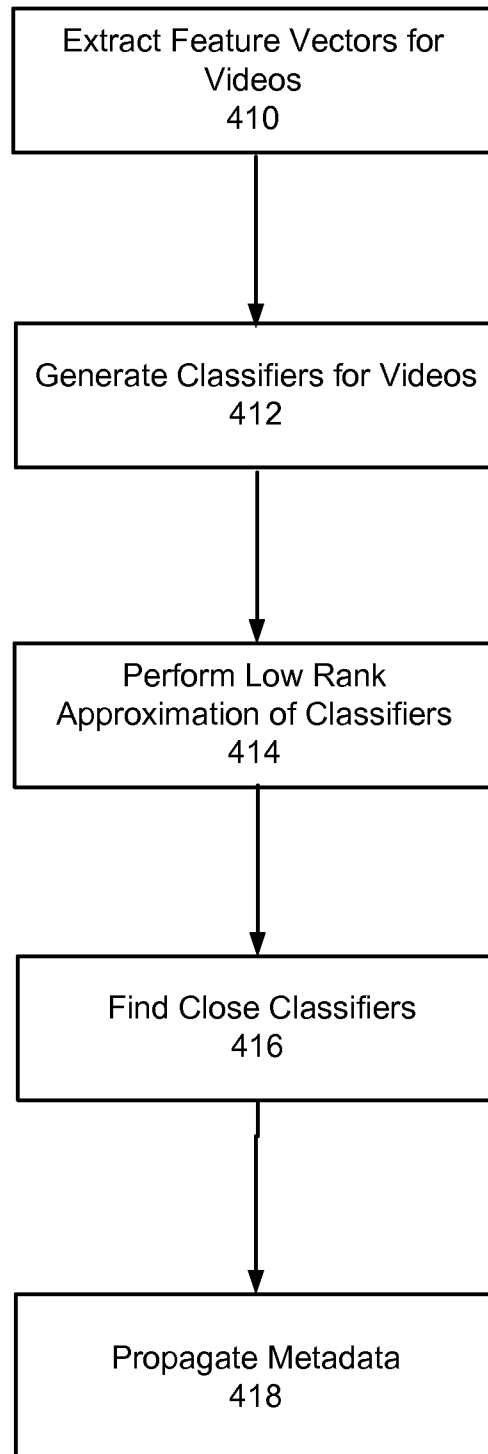 Extract Feature Vectors for
Videos
410
Generate Classifiers for Videos
412
Perform Low Rank
Approximation of Classifiers
414
Find Close Classifiers
416
Propagate Metadata
418